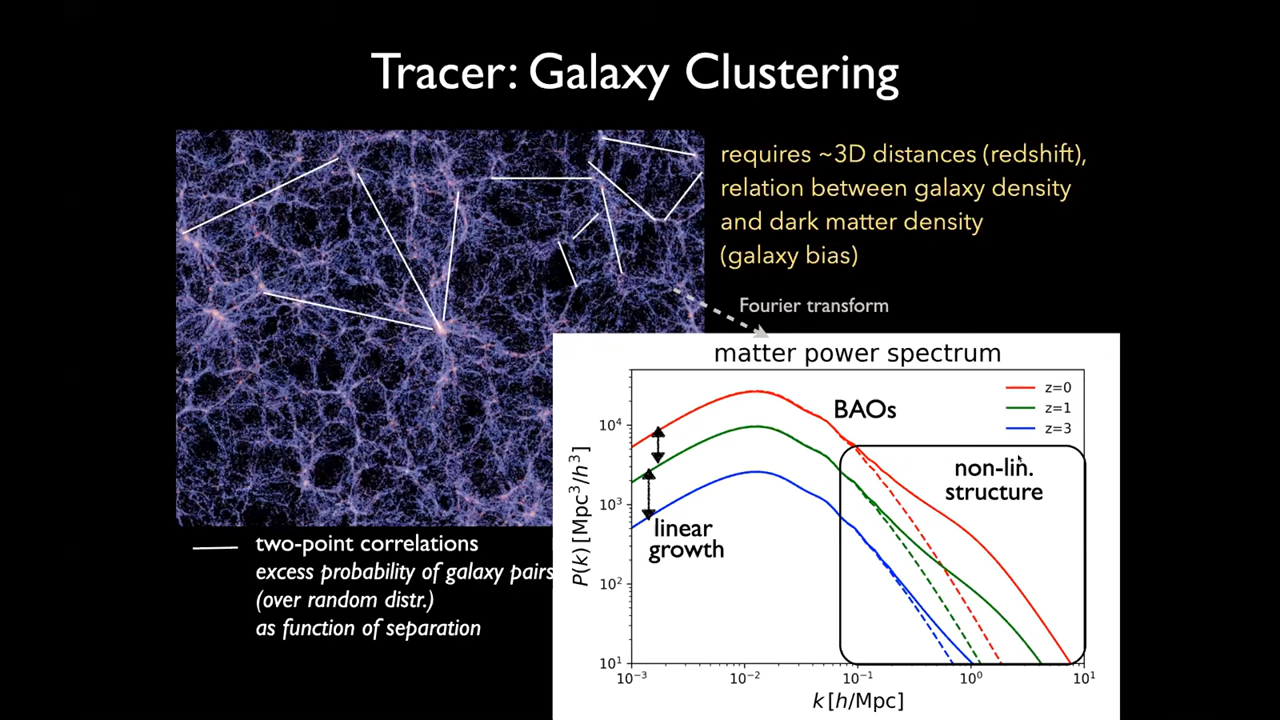 Tracer: Galaxy Clustering
requires ~3D distances (redshift),
relation between galaxy density
and dark matter density
(galaxy bias)
Fourier transform
two-point correlations
excess probability of galaxy pairs
(over random distr.)
as function of separation
matter power spectrum
BAOs
z=0
z=1
z=3
non-lin.
structure
linear
growth
P(k) [Mpc³/h³]
10⁴
10³
10²
10¹
10⁻³ 10⁻² 10⁻¹ 10⁰ 10¹
k [h/Mpc]